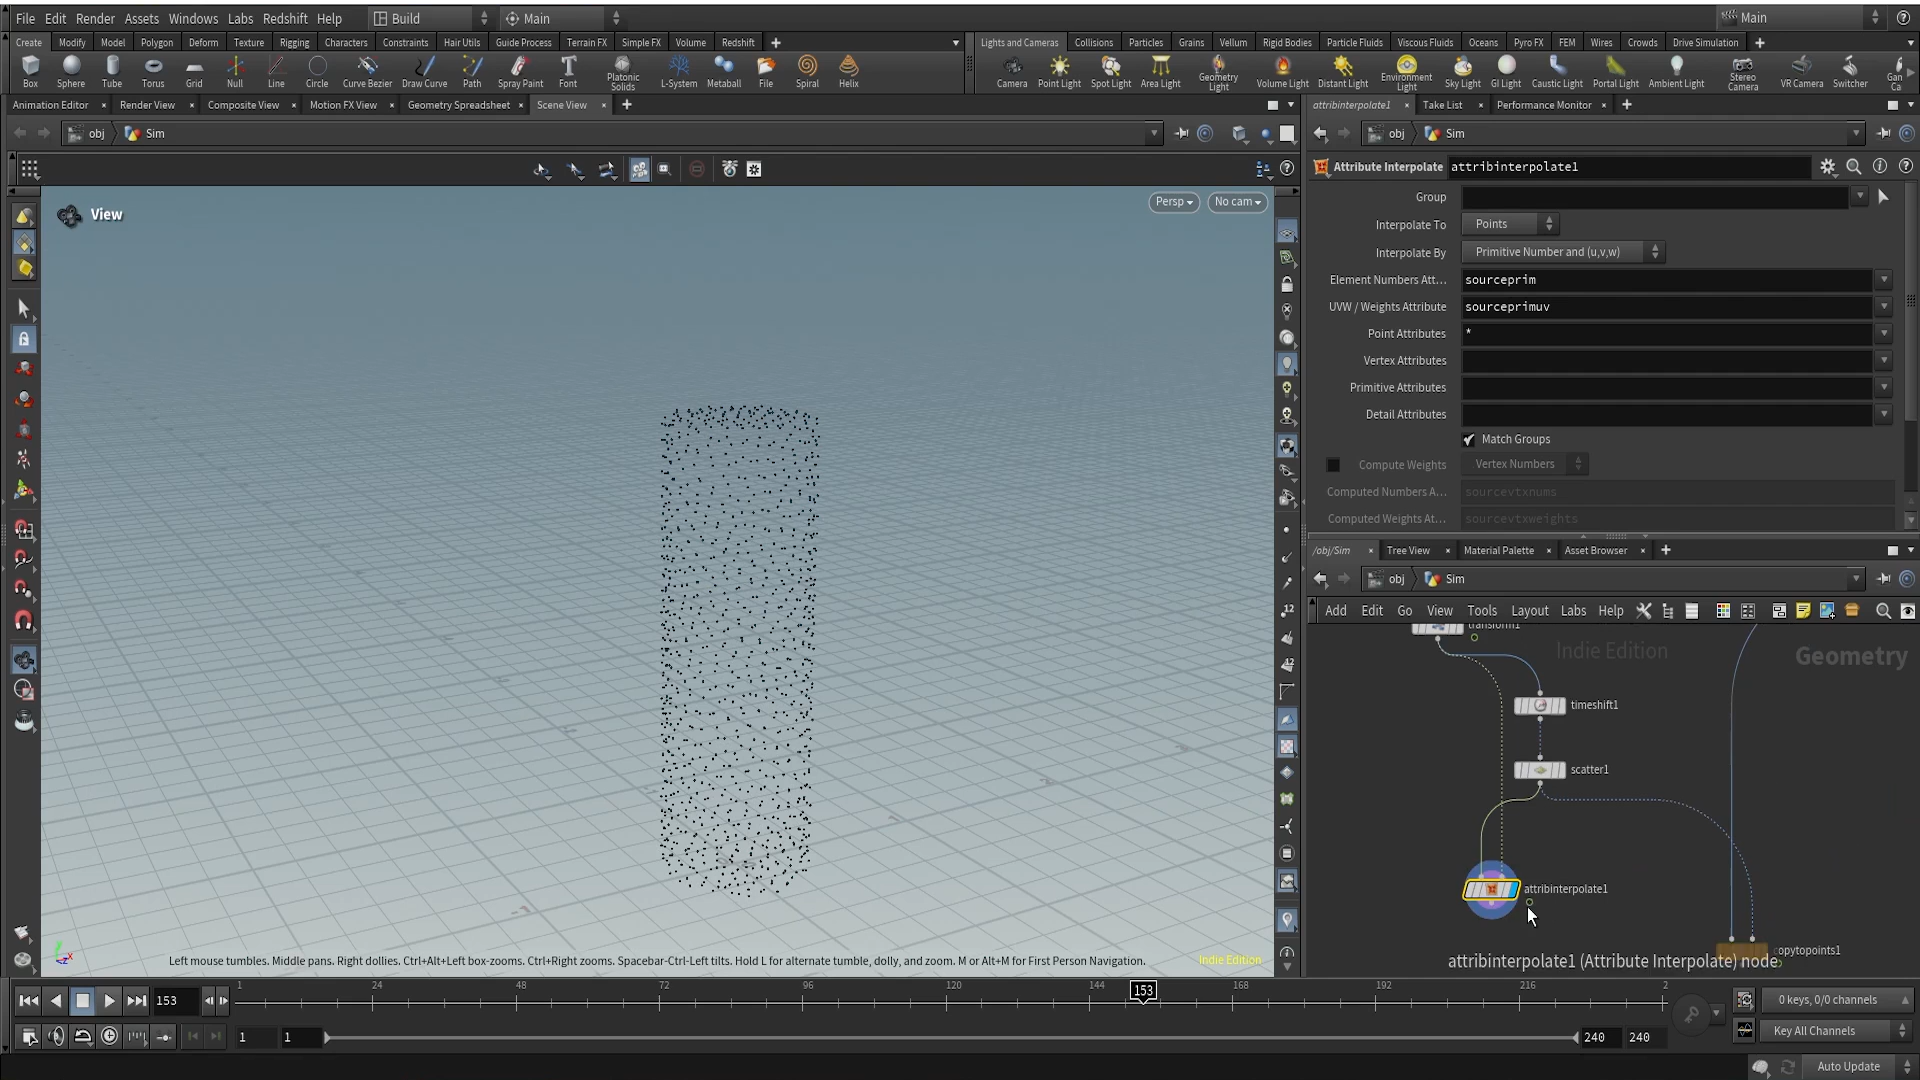 File Edit Render Assets Windows Labs Redshift Help Build Main Main
Create Modify Model Polygon Deform Texture Rigging Characters Constraints Hair Utils Guide Process Terrain FX Simple FX Volume Redshift
Lights and Cameras Collisions Particles Grains Vellum Rigid Bodies Particle Fluids Viscous Fluids Oceans Pyro FX FEM Wires Crowds Drive Simulation
Box Sphere Tube Torus Grid Null Line Circle Curve Bezier Draw Curve Path Spray Paint Font Platonic Solids L-System Metaball File Spiral Helix
Camera Point Light Spot Light Area Light Geometry Light Volume Light Distant Light Environment Light Sky Light GI Light Caustic Light Portal Light Ambient Light Stereo Camera VR Camera Switcher Gan Ca
Animation Editor Render View Composite View Motion FX View Geometry Spreadsheet Scene View
attribinterpolate1 Take List Performance Monitor
obj Sim
obj Sim
View
Persp No cam
Attribute Interpolate attribinterpolate1
Group
Interpolate To Points
Interpolate By Primitive Number and (u,v,w)
Element Numbers Att... sourceprim
UVW / Weights Attribute sourceprimuv
Point Attributes *
Vertex Attributes
Primitive Attributes
Detail Attributes
Match Groups
Compute Weights Vertex Numbers
Computed Numbers A... sourcevtxnums
Computed Weights At... sourcevtxweights
/obj/Sim Tree View Material Palette Asset Browser
obj Sim
Add Edit Go View Tools Layout Labs Help
transform1
Indie Edition
Geometry
timeshift1
scatter1
attribinterpolate1
copytopoints1
attribinterpolate1 (Attribute Interpolate) node
12
12
Left mouse tumbles. Middle pans. Right dollies. Ctrl+Alt+Left box-zooms. Ctrl+Right zooms. Spacebar-Ctrl-Left tilts. Hold L for alternate tumble, dolly, and zoom. M or Alt+M for First Person Navigation.
Indie Edition
153
1 24 48 72 96 120 144 153 168 192 216 2
0 keys, 0/0 channels
1 1 240 240
Key All Channels
Auto Update